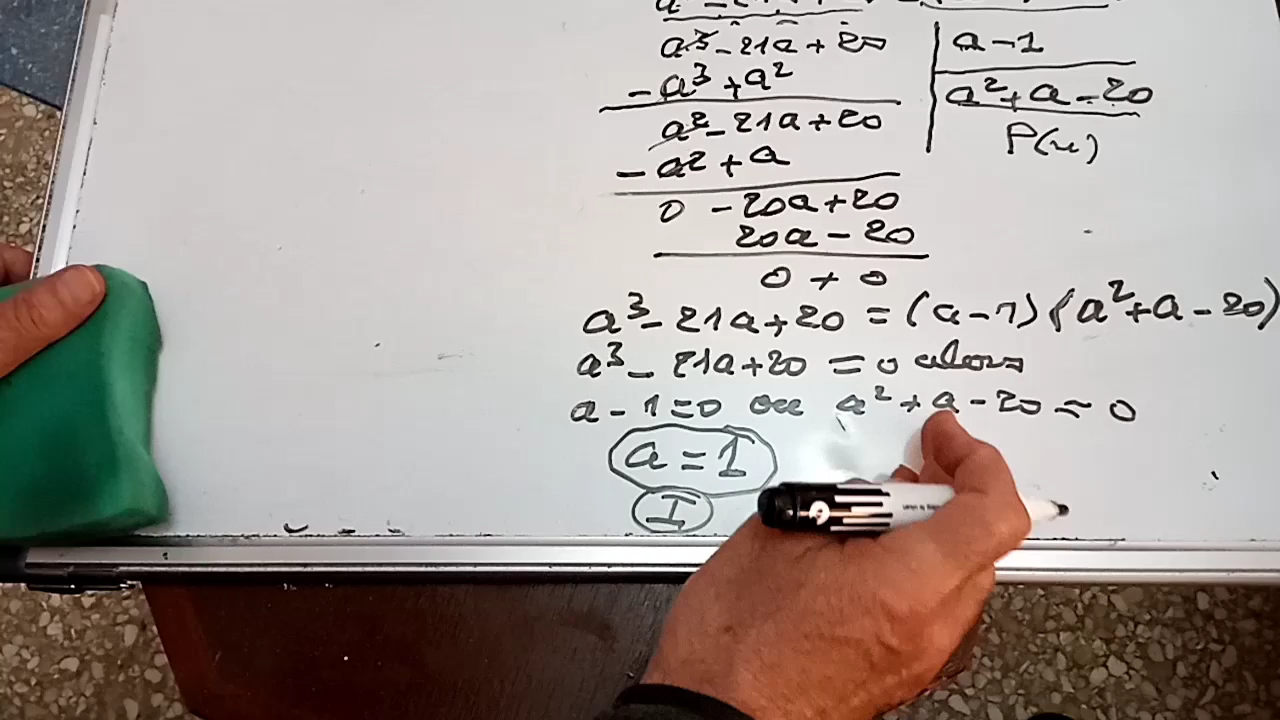 a³ - 21a + 20 | a - 1
- a³ + a² | a² + a - 20
a² - 21a + 20 | P(x)
- a² + a
0 - 20a + 20
20a - 20
0 + 0
a³ - 21a + 20 = (a - 1)(a² + a - 20)
a³ - 21a + 20 = 0 alors
a - 1 = 0 ou a² + a - 20 = 0
a = 1
I